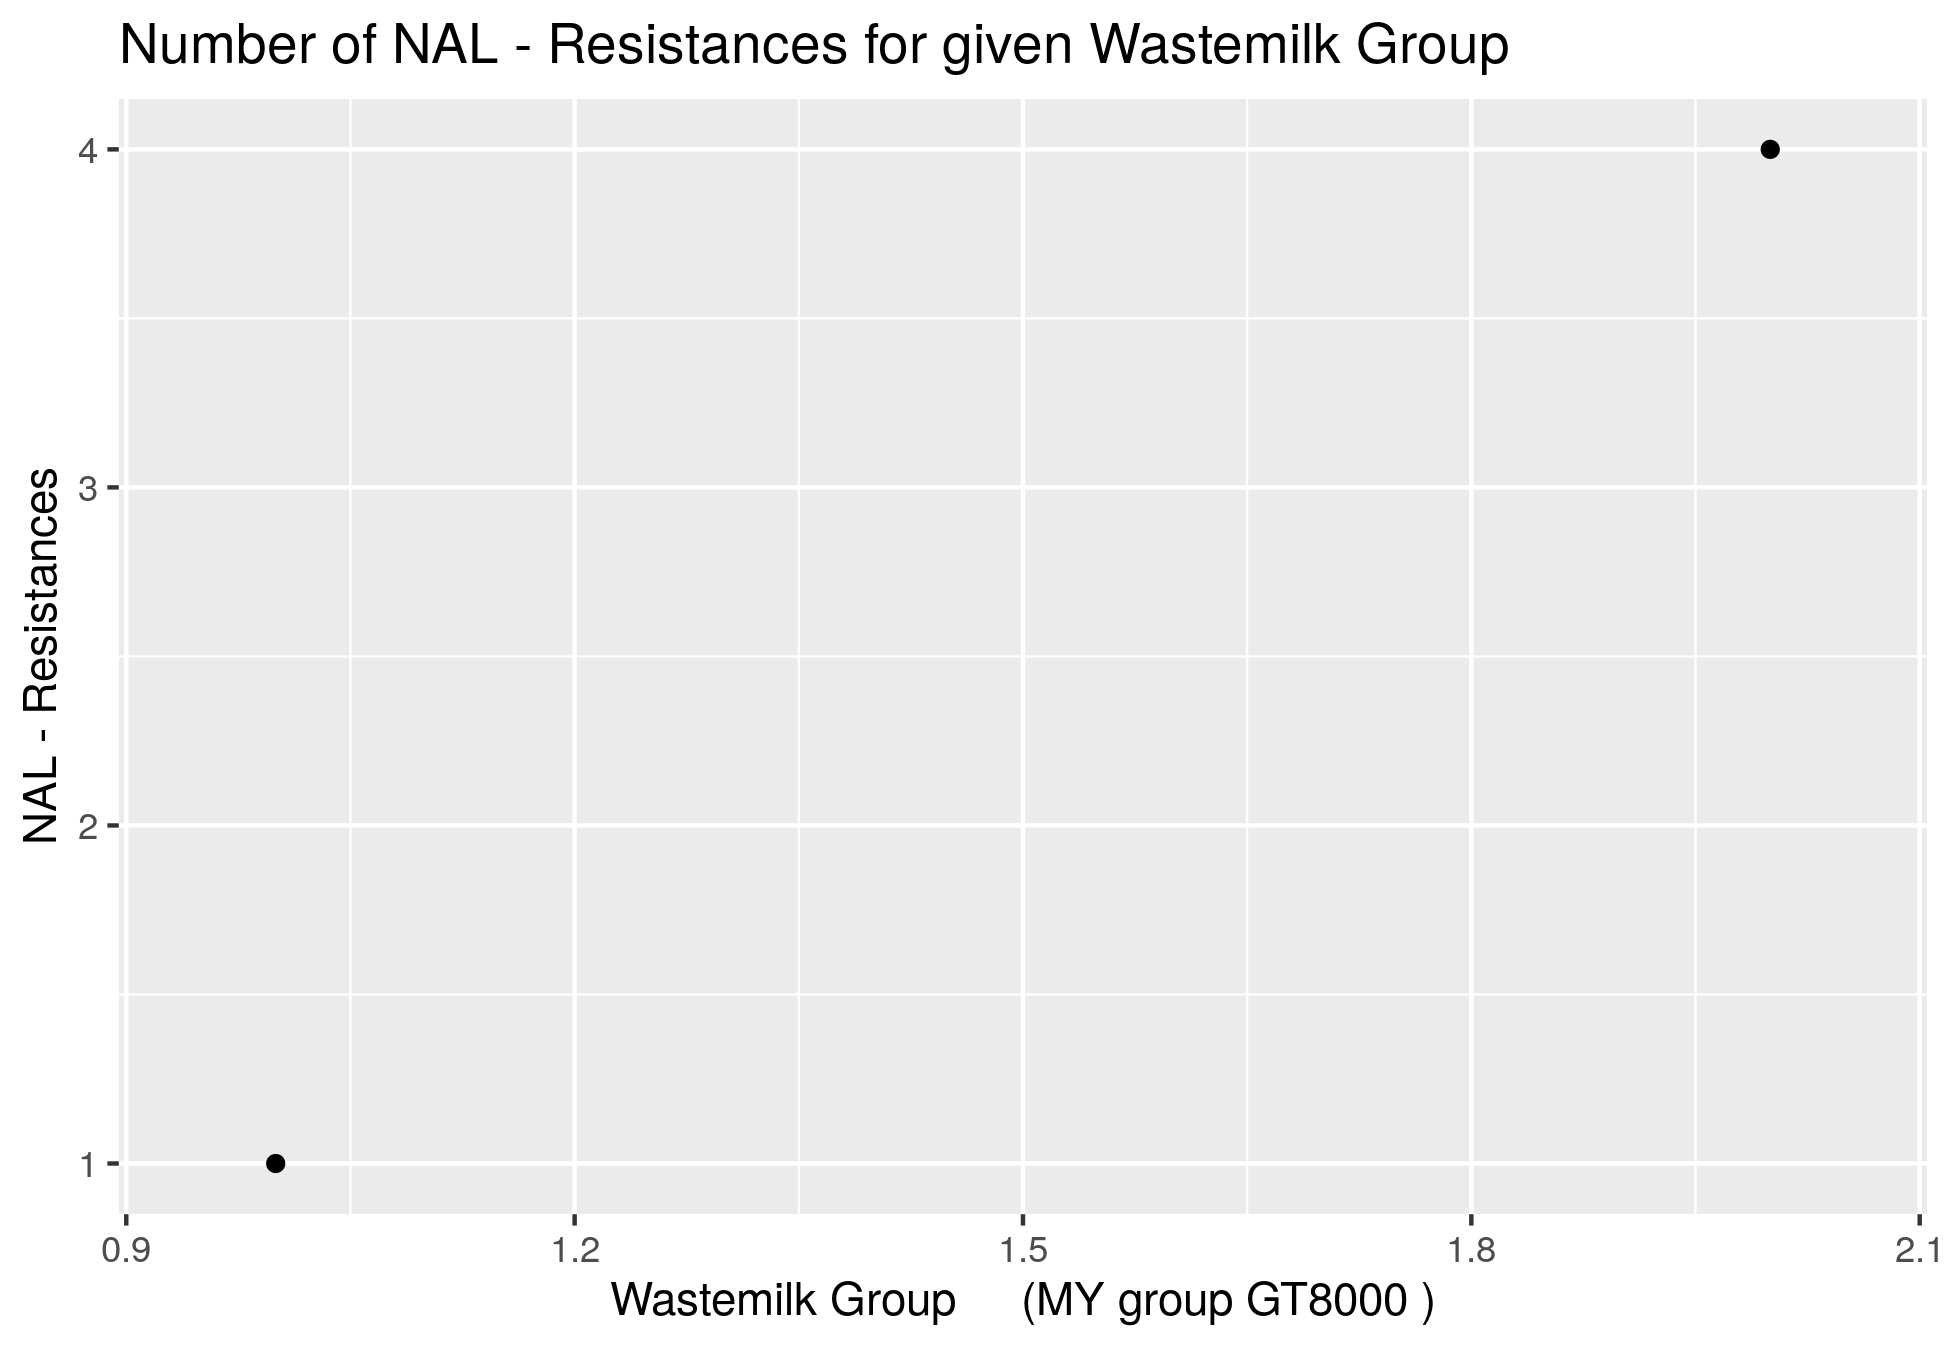 Number of NAL - Resistances for given Wastemilk Group
NAL - Resistances
4
3
2
1
0.9 1.2 1.5 1.8 2.1
Wastemilk Group (MY group GT8000 )